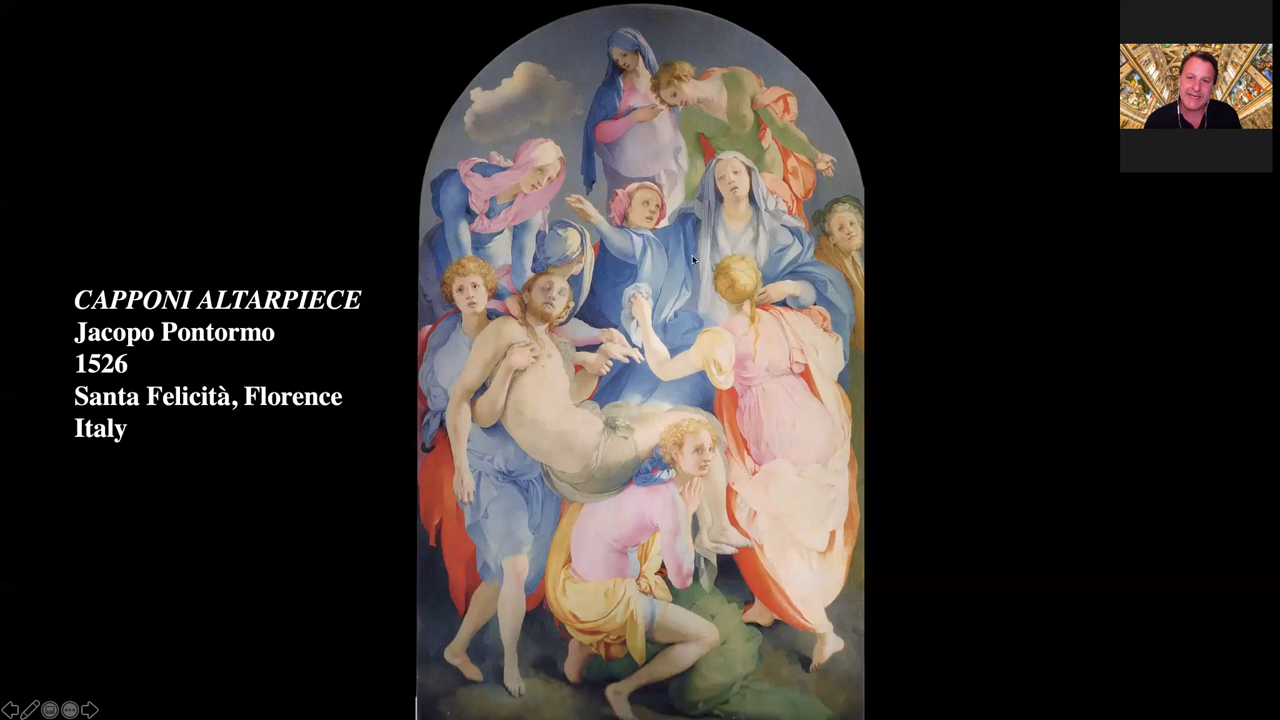 CAPPONI ALTARPIECE
Jacopo Pontormo
1526
Santa Felicità, Florence
Italy